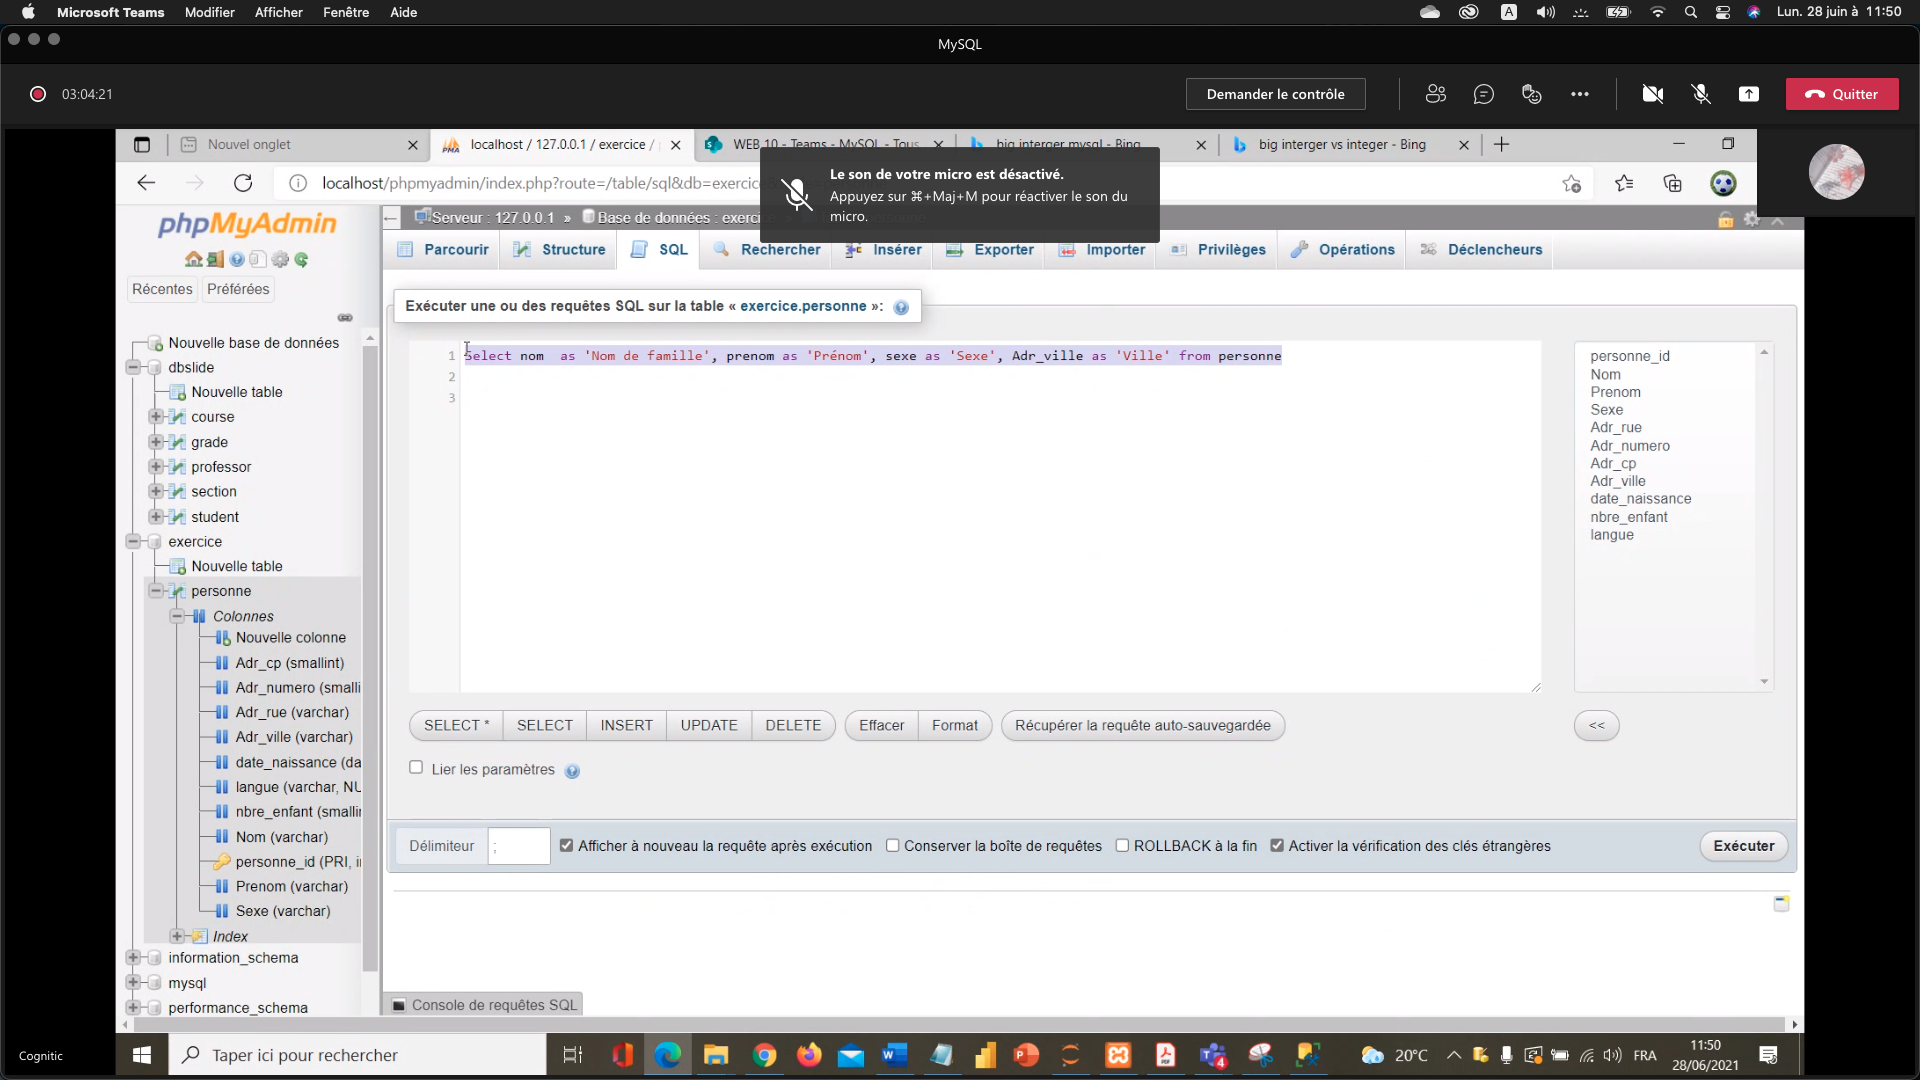 Microsoft Teams Modifier Afficher Fenêtre Aide
A Lun. 28 juin à 11:50
MySQL
03:04:21
Demander le contrôle
Quitter
Nouvel onglet
localhost / 127.0.0.1 / exercice /
WEB 10 - Teams - MySQL - Tous
big interger mysql - Bing
big interger vs integer - Bing
localhost/phpmyadmin/index.php?route=/table/sql&db=exercice
Le son de votre micro est désactivé.
Appuyez sur ⌘+Maj+M pour réactiver le son du
micro.
phpMyAdmin
Serveur : 127.0.0.1 » Base de données : exerci
Parcourir
Structure
SQL
Rechercher
Insérer
Exporter
Importer
Privilèges
Opérations
Déclencheurs
Récentes
Préférées
Nouvelle base de données
dbslide
Nouvelle table
course
grade
professor
section
student
exercice
Nouvelle table
personne
Colonnes
Nouvelle colonne
Adr_cp (smallint)
Adr_numero (smalli
Adr_rue (varchar)
Adr_ville (varchar)
date_naissance (da
langue (varchar, NU
nbre_enfant (smallin
Nom (varchar)
personne_id (PRI, i
Prenom (varchar)
Sexe (varchar)
Index
information_schema
mysql
performance_schema
Exécuter une ou des requêtes SQL sur la table « exercice.personne »:
1 Select nom  as 'Nom de famille', prenom as 'Prénom', sexe as 'Sexe', Adr_ville as 'Ville' from personne
2
3
personne_id
Nom
Prenom
Sexe
Adr_rue
Adr_numero
Adr_cp
Adr_ville
date_naissance
nbre_enfant
langue
SELECT *
SELECT
INSERT
UPDATE
DELETE
Effacer
Format
Récupérer la requête auto-sauvegardée
<<
Lier les paramètres
Délimiteur ;
Afficher à nouveau la requête après exécution
Conserver la boîte de requêtes
ROLLBACK à la fin
Activer la vérification des clés étrangères
Exécuter
Console de requêtes SQL
Cognitic
Taper ici pour rechercher
4
20°C
FRA
11:50
28/06/2021